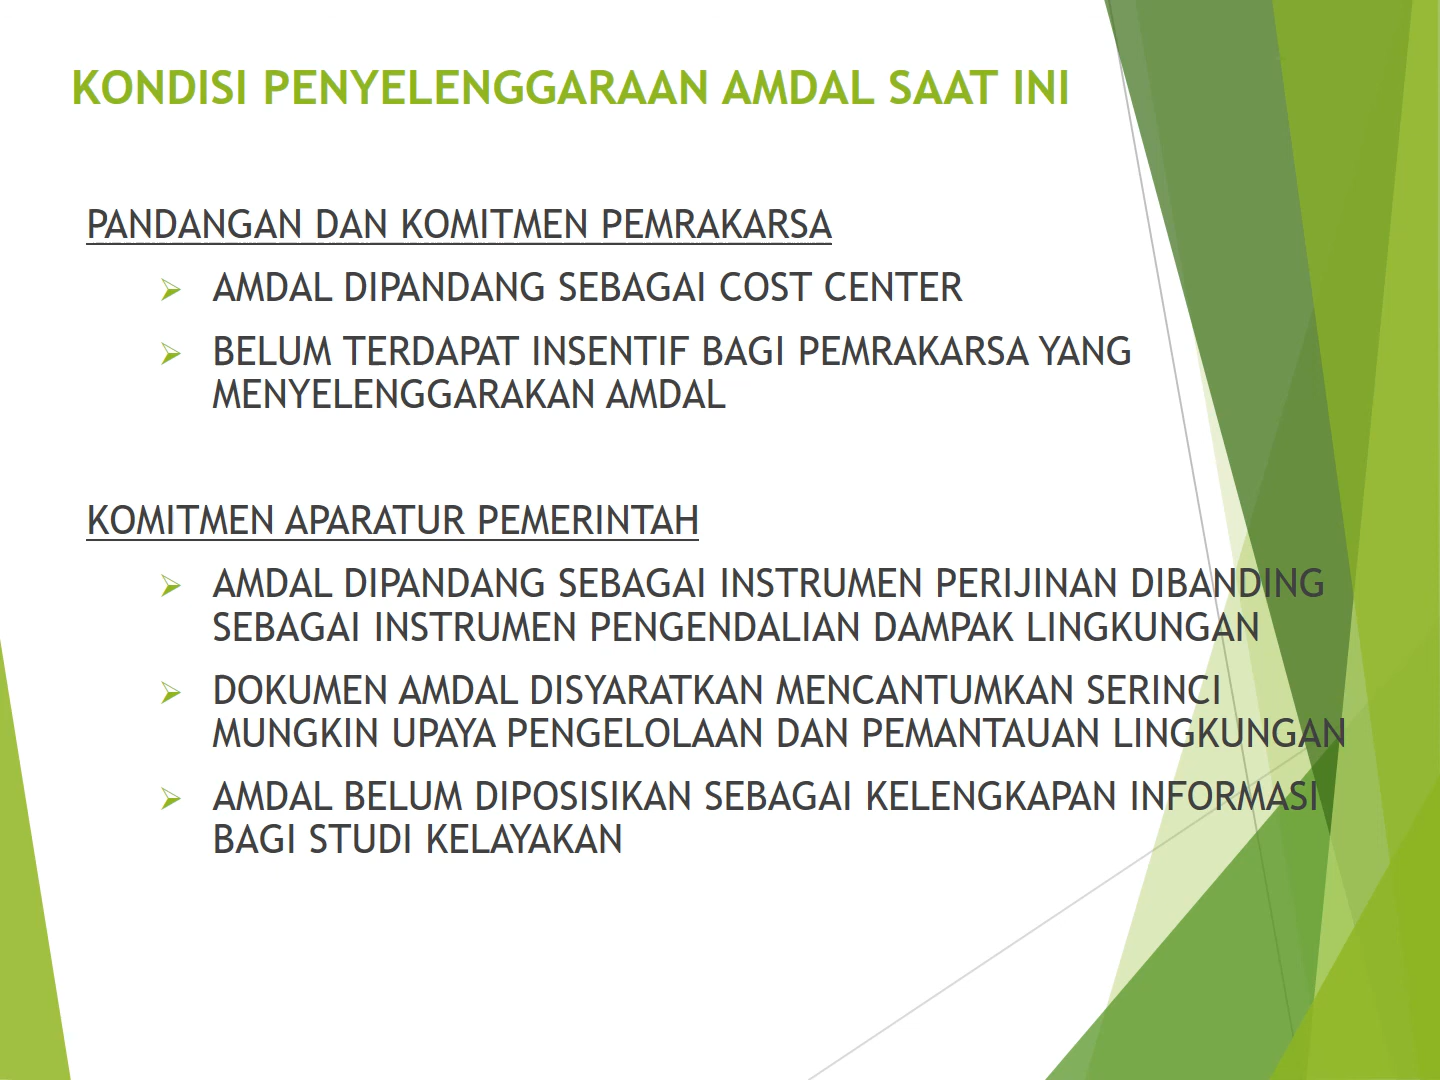 KONDISI PENYELENGGARAAN AMDAL SAAT INI
PANDANGAN DAN KOMITMEN PEMRAKARSA
AMDAL DIPANDANG SEBAGAI COST CENTER
BELUM TERDAPAT INSENTIF BAGI PEMRAKARSA YANG
MENYELENGGARAKAN AMDAL
KOMITMEN APARATUR PEMERINTAH
AMDAL DIPANDANG SEBAGAI INSTRUMEN PERIJINAN DIBANDING
SEBAGAI INSTRUMEN PENGENDALIAN DAMPAK LINGKUNGAN
DOKUMEN AMDAL DISYARATKAN MENCANTUMKAN SERINCI
MUNGKIN UPAYA PENGELOLAAN DAN PEMANTAUAN LINGKUNGAN
AMDAL BELUM DIPOSISIKAN SEBAGAI KELENGKAPAN INFORMASI
BAGI STUDI KELAYAKAN